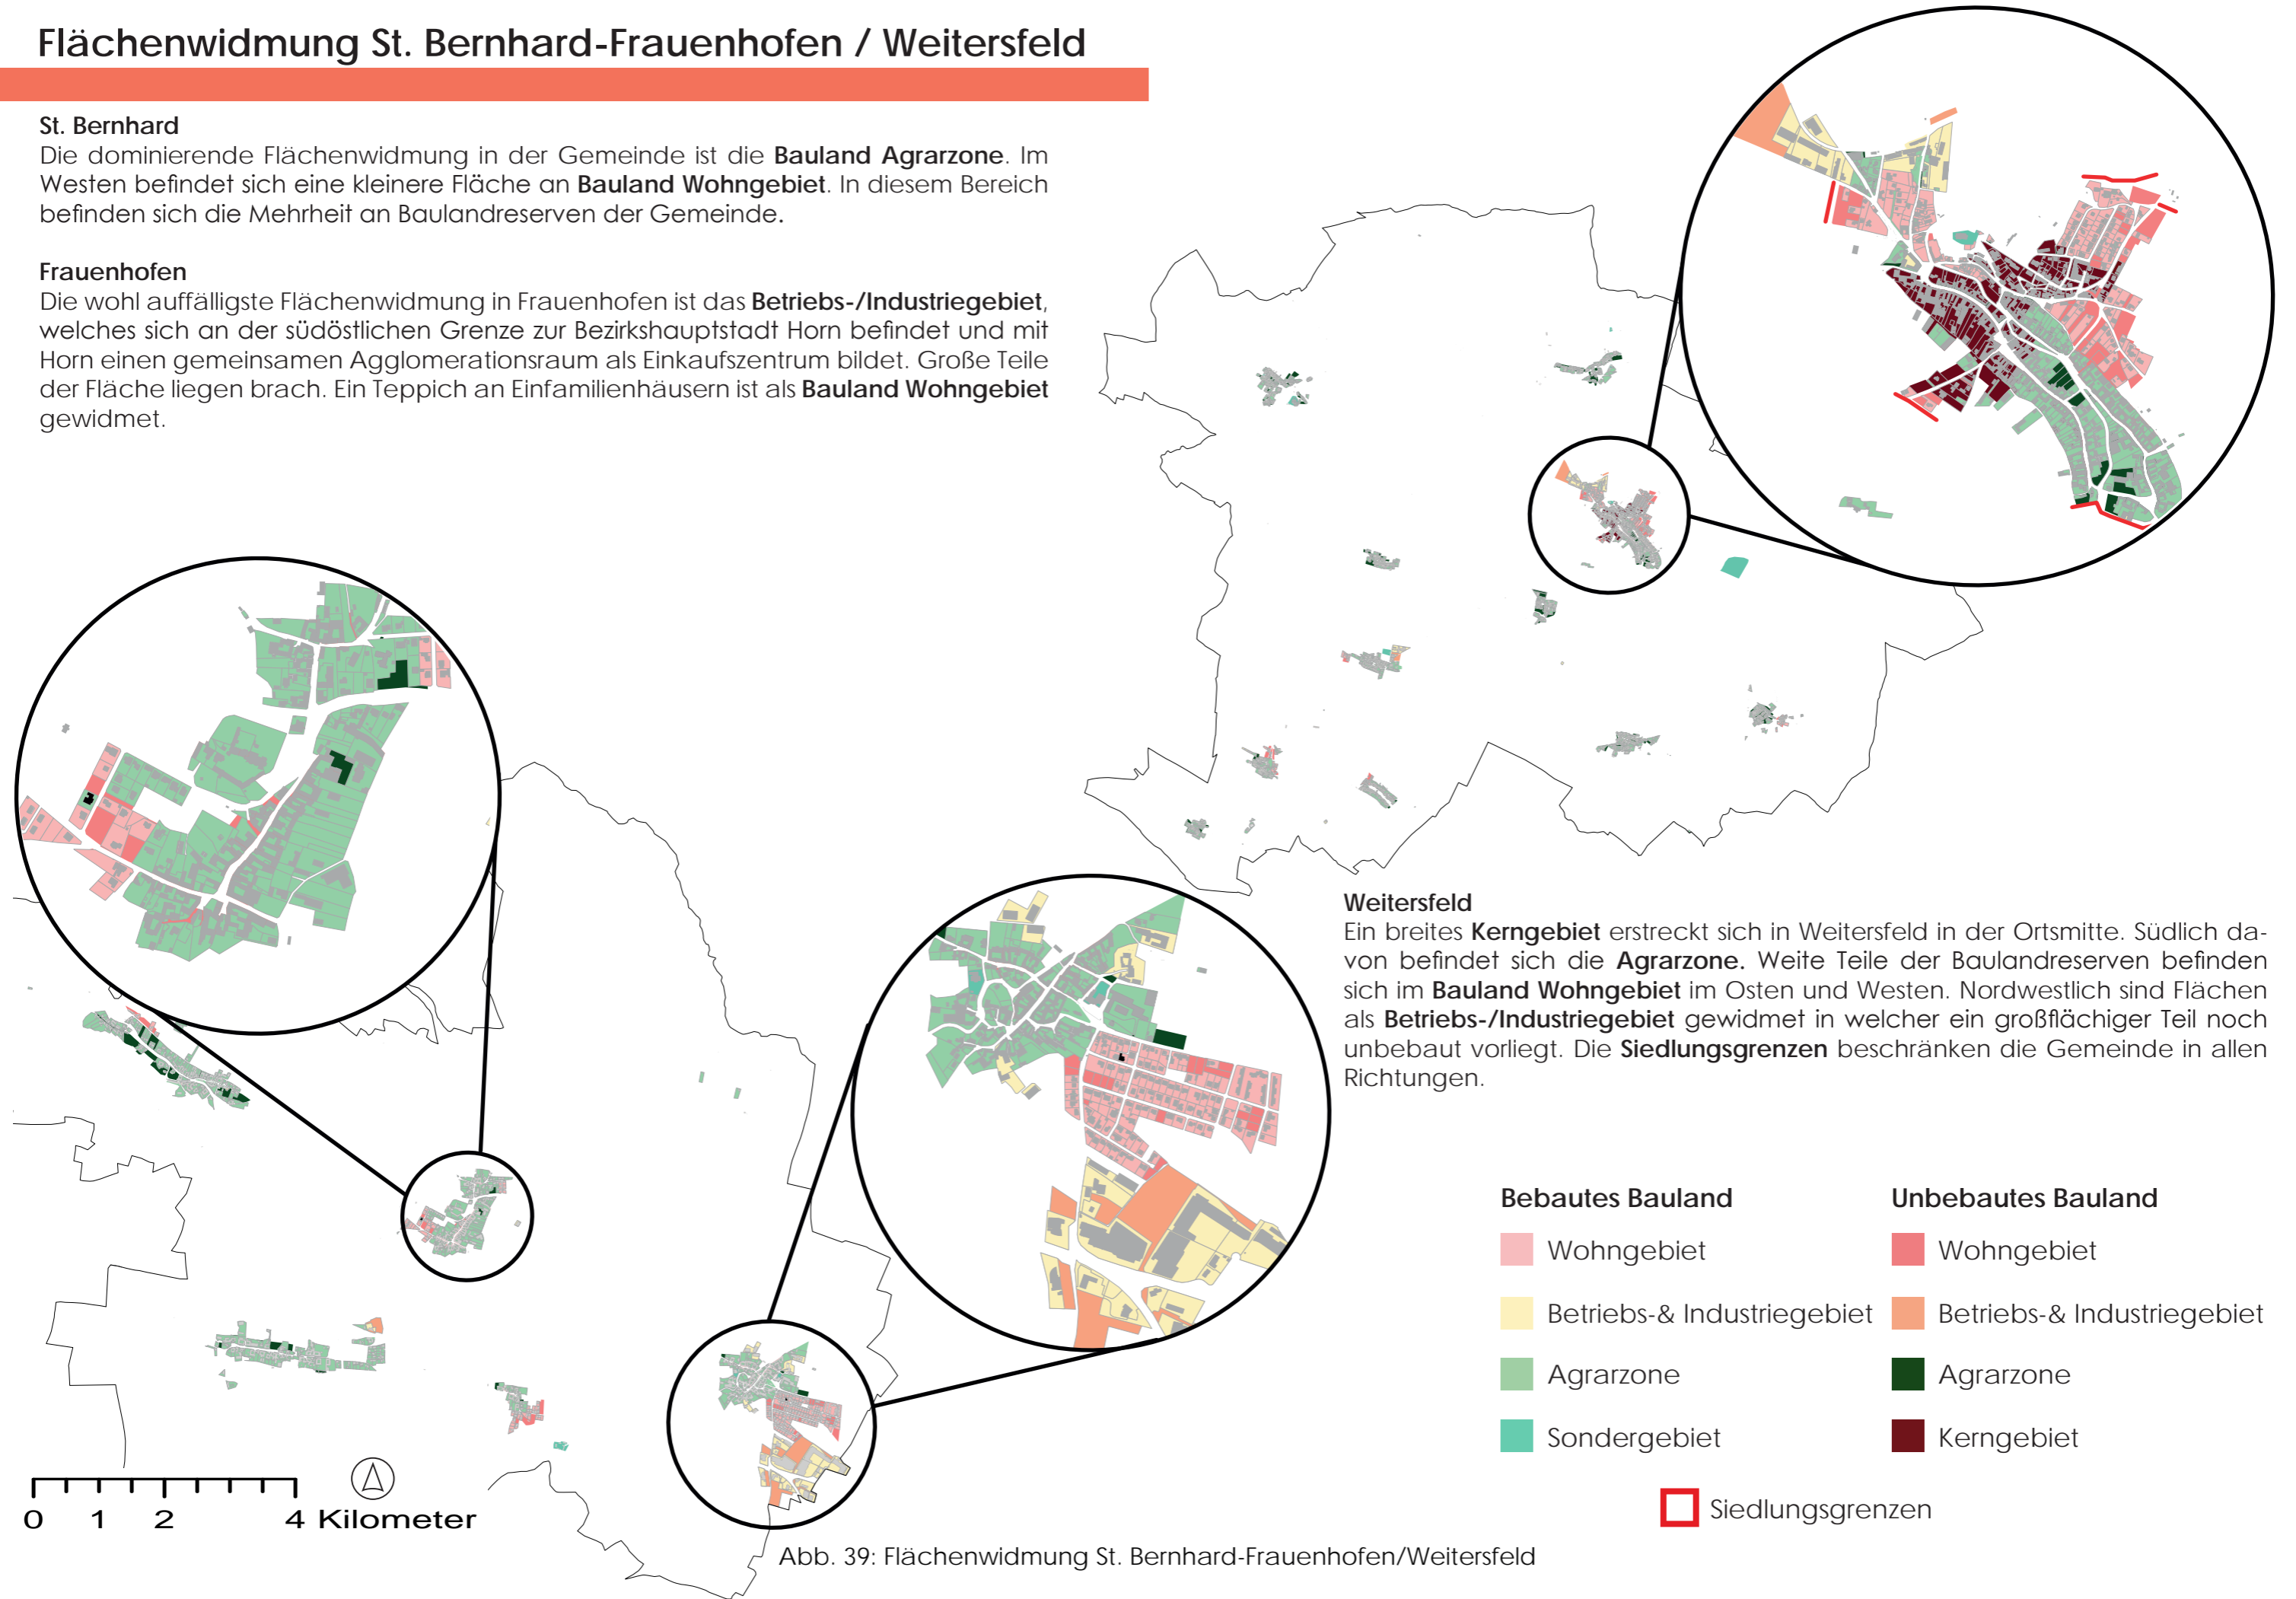 Flächenwidmung St. Bernhard-Frauenhofen / Weitersfeld
St. Bernhard
Die dominierende Flächenwidmung in der Gemeinde ist die Bauland Agrarzone. Im
Westen befindet sich eine kleinere Fläche an Bauland Wohngebiet. In diesem Bereich
befinden sich die Mehrheit an Baulandreserven der Gemeinde.
Frauenhofen
Die wohl auffälligste Flächenwidmung in Frauenhofen ist das Betriebs-/Industriegebiet,
welches sich an der südöstlichen Grenze zur Bezirkshauptstadt Horn befindet und mit
Horn einen gemeinsamen Agglomerationsraum als Einkaufszentrum bildet. Große Teile
der Fläche liegen brach. Ein Teppich an Einfamilienhäusern ist als Bauland Wohngebiet
gewidmet.
Weitersfeld
Ein breites Kerngebiet erstreckt sich in Weitersfeld in der Ortsmitte. Südlich da-
von befindet sich die Agrarzone. Weite Teile der Baulandreserven befinden
sich im Bauland Wohngebiet im Osten und Westen. Nordwestlich sind Flächen
als Betriebs-/Industriegebiet gewidmet in welcher ein großflächiger Teil noch
unbebaut vorliegt. Die Siedlungsgrenzen beschränken die Gemeinde in allen
Richtungen.
Bebautes Bauland
Wohngebiet
Betriebs-& Industriegebiet
Agrarzone
Sondergebiet
Unbebautes Bauland
Wohngebiet
Betriebs-& Industriegebiet
Agrarzone
Kerngebiet
Siedlungsgrenzen
0 1 2 4 Kilometer
Abb. 39: Flächenwidmung St. Bernhard-Frauenhofen/Weitersfeld